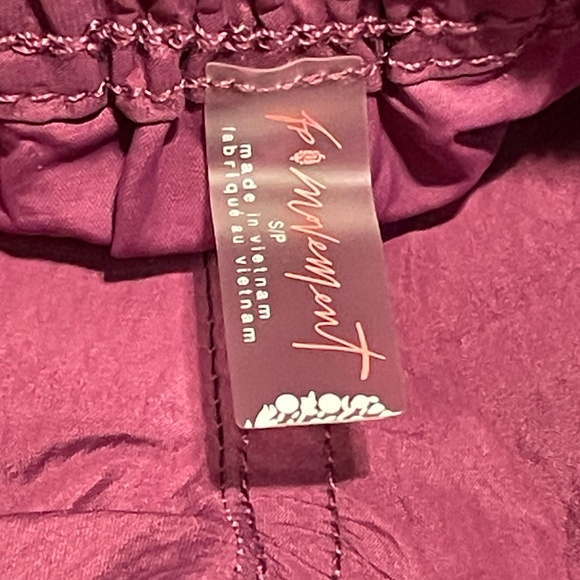 fp movement
S/P
made in vietnam
fabriqué au vietnam